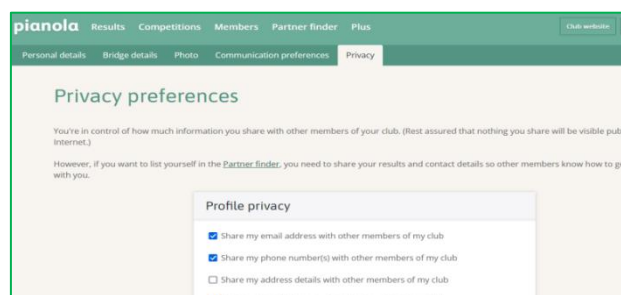 pianola Results Competitions Members Partner finder Plus Club website
Personal details Bridge details Photo Communication preferences Privacy
Privacy preferences
You're in control of how much information you share with other members of your club. (Rest assured that nothing you share will be visible
Internet.)
However, if you want to list yourself in the Partner finder, you need to share your results and contact details so other members know how to
with you.
Profile privacy
Share my email address with other members of my club
Share my phone number(s) with other members of my club
Share my address details with other members of my club